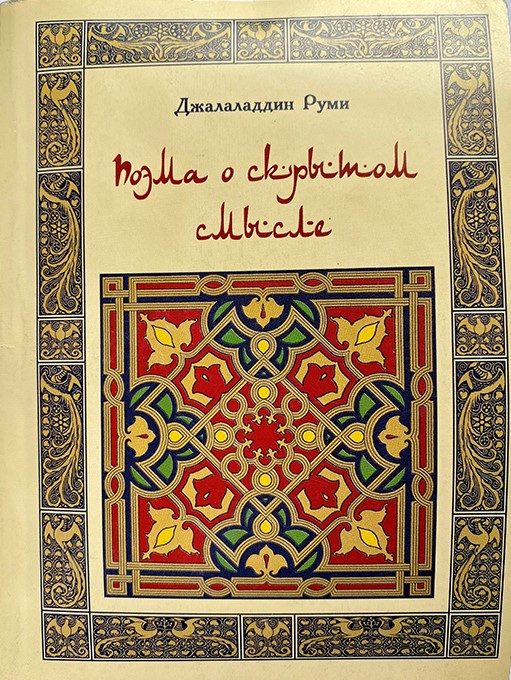 Джалаладдин Руми
Поэма о скрытом
смысле